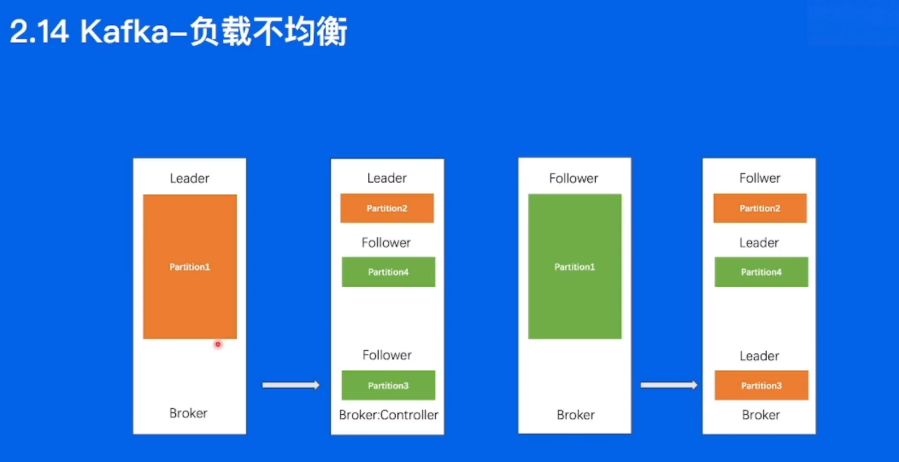 2.14 Kafka-负载不均衡
Leader
Partition1
Broker
Leader
Partition2
Follower
Partition4
Follower
Partition3
Broker:Controller
Follower
Partition1
Broker
Follwer
Partition2
Leader
Partition4
Leader
Partition3
Broker